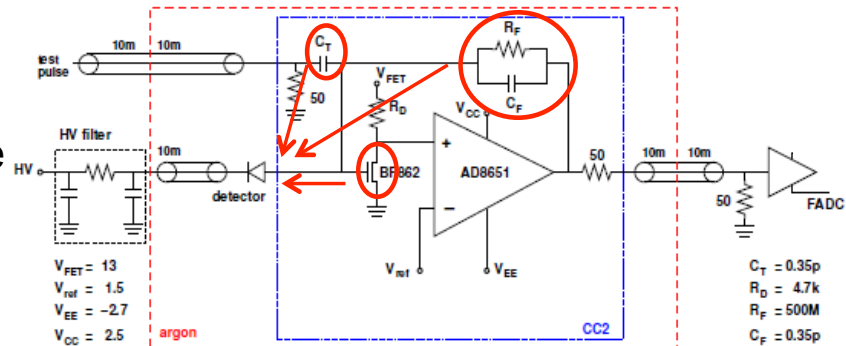 10m 10m
C_T
R_F
test
pulse
50
V_FET
R_D
C_F
V_CC
HV filter
10m
50
10m 10m
HV
+
BF862
AD8651
detector
−
50
FADC
V_FET = 13
V_ref = 1.5
V_EE = −2.7
V_CC = 2.5
argon
V_ref
V_EE
CC2
C_T = 0.35p
R_D = 4.7k
R_F = 500M
C_F = 0.35p
e